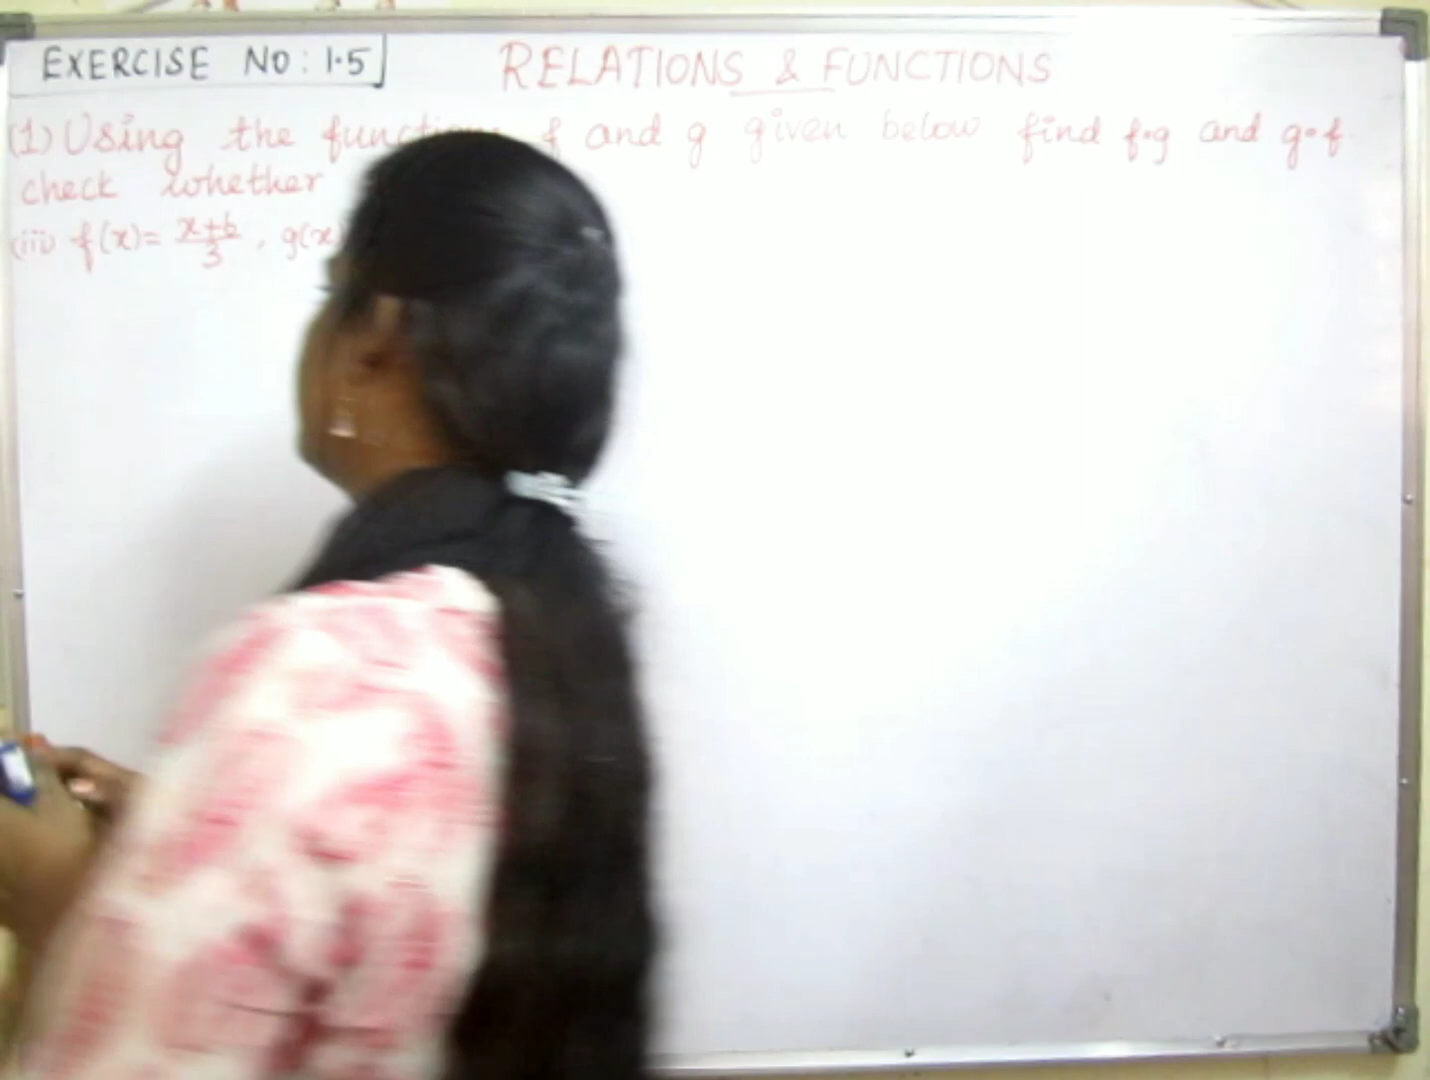 EXERCISE NO: 1.5
RELATIONS & FUNCTIONS
(1) Using the f and g given below find f∘g and g∘f.
check whether
(iii) f(x) = x+6/3, g(x